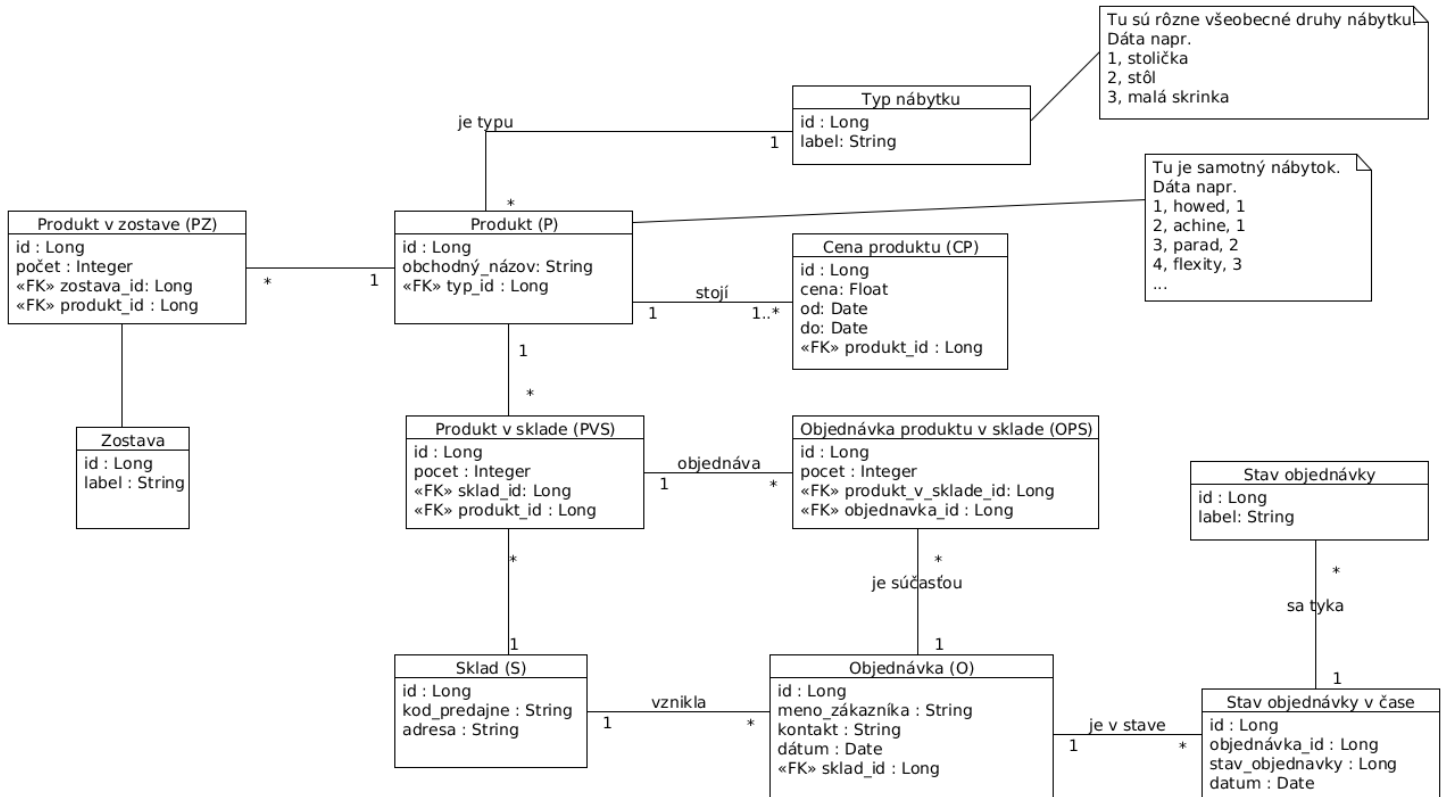 Tu sú rôzne všeobecné druhy nábytku.
Dáta napr.
1, stolička
2, stôl
3, malá skrinka
Typ nábytku
id : Long
label: String
je typu
1
*
Tu je samotný nábytok.
Dáta napr.
1, howed, 1
2, achine, 1
3, parad, 2
4, flexity, 3
...
Produkt v zostave (PZ)
id : Long
počet : Integer
«FK» zostava_id: Long
«FK» produkt_id : Long
*
1
Produkt (P)
id : Long
obchodný_názov: String
«FK» typ_id : Long
stojí
1
1..*
Cena produktu (CP)
id : Long
cena: Float
od: Date
do: Date
«FK» produkt_id : Long
1
*
Zostava
id : Long
label : String
Produkt v sklade (PVS)
id : Long
pocet : Integer
«FK» sklad_id: Long
«FK» produkt_id : Long
objednáva
1
*
Objednávka produktu v sklade (OPS)
id : Long
pocet : Integer
«FK» produkt_v_sklade_id: Long
«FK» objednavka_id : Long
Stav objednávky
id : Long
label: String
*
1
*
je súčasťou
1
*
sa tyka
1
Sklad (S)
id : Long
kod_predajne : String
adresa : String
vznikla
1
*
Objednávka (O)
id : Long
meno_zákazníka : String
kontakt : String
dátum : Date
«FK» sklad_id : Long
je v stave
1
*
Stav objednávky v čase
id : Long
objednávka_id : Long
stav_objednavky : Long
datum : Date